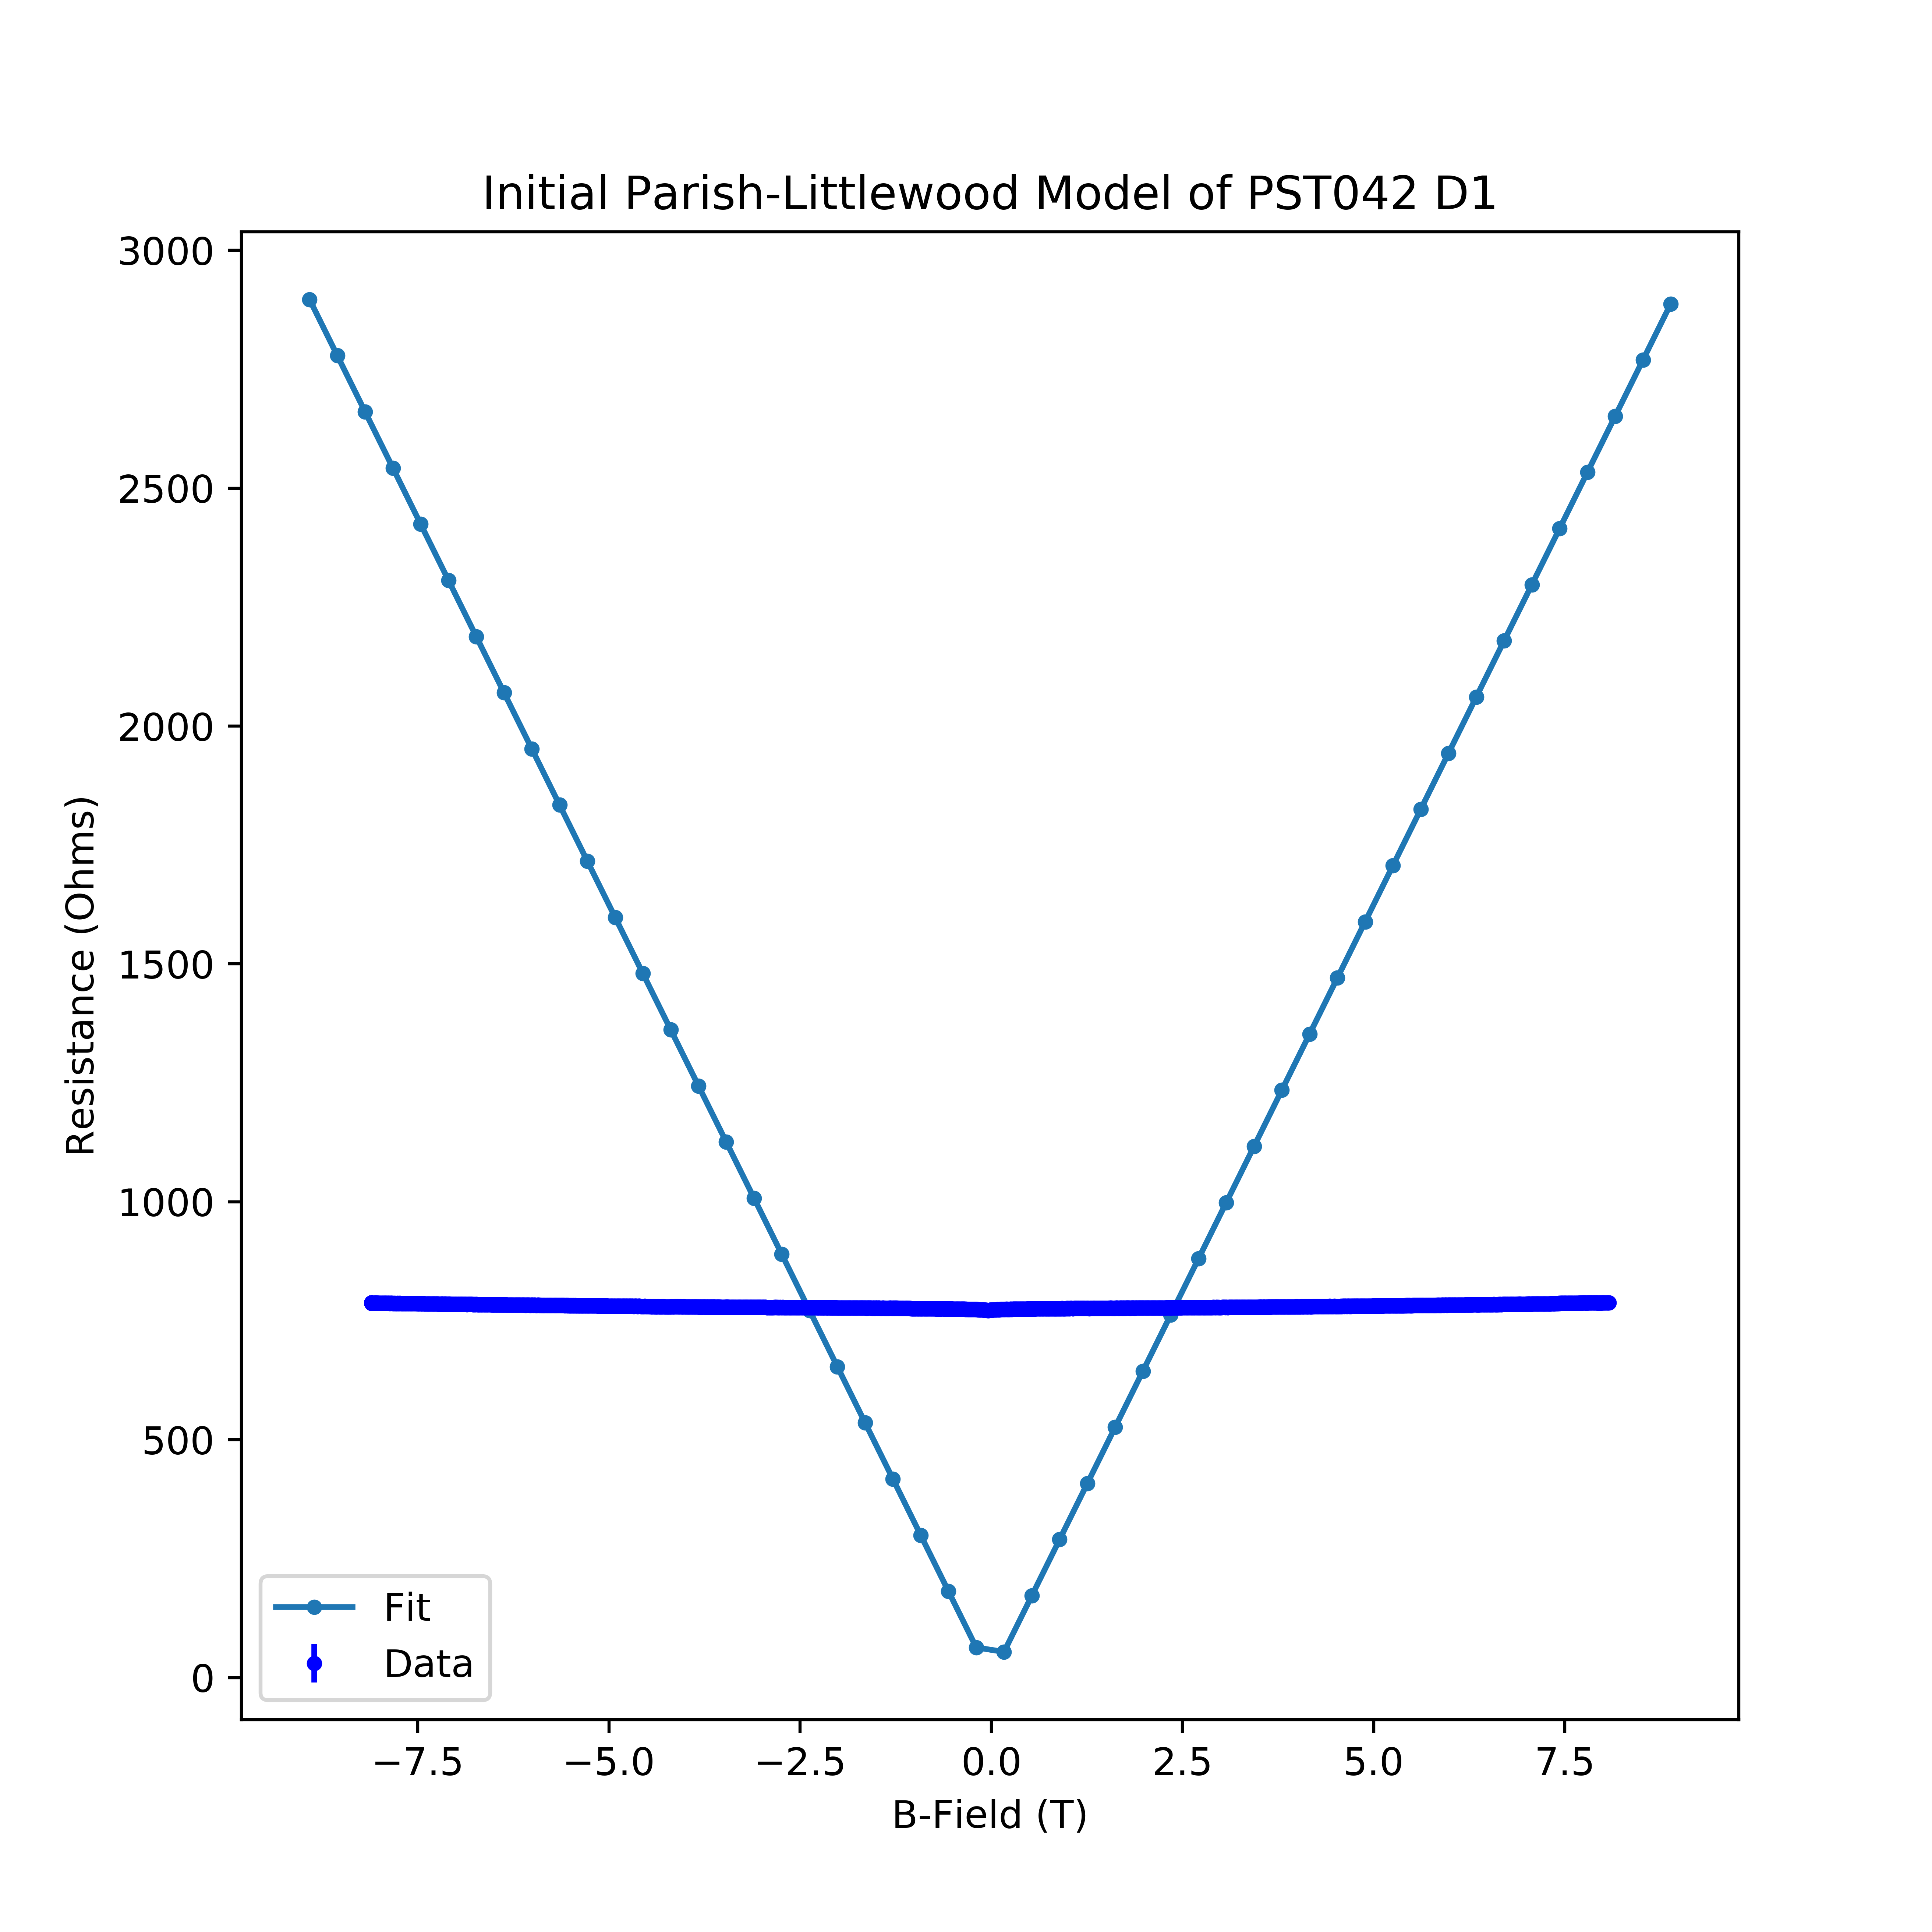 Initial Parish-Littlewood Model of PST042 D1
3000
2500
2000
1500
1000
500
0
Resistance (Ohms)
Fit
Data
−7.5 −5.0 −2.5 0.0 2.5 5.0 7.5
B-Field (T)